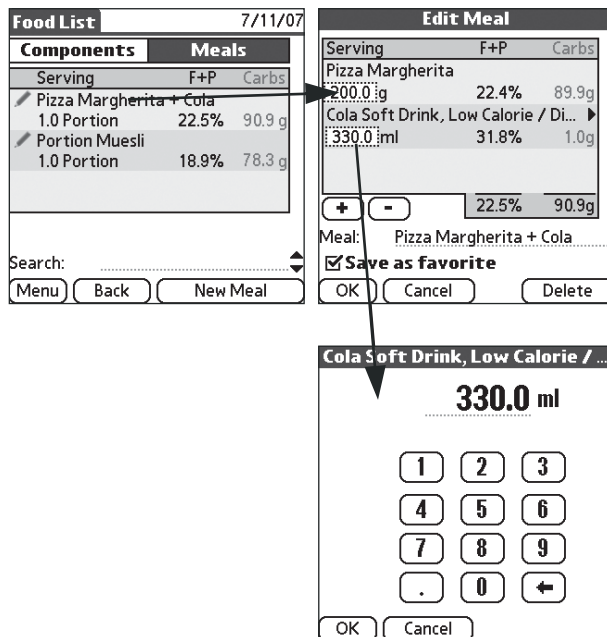 Food List 7/11/07
Components Meals
Serving F+P Carbs
Pizza Margherita + Cola
1.0 Portion 22.5% 90.9 g
Portion Muesli
1.0 Portion 18.9% 78.3 g
Search:
Menu Back New Meal
Edit Meal
Serving F+P Carbs
Pizza Margherita
200.0 g 22.4% 89.9g
Cola Soft Drink, Low Calorie / Di...
330.0 ml 31.8% 1.0g
+ - 22.5% 90.9g
Meal: Pizza Margherita + Cola
Save as favorite
OK Cancel Delete
Cola Soft Drink, Low Calorie / ...
330.0 ml
1 2 3
4 5 6
7 8 9
. 0 ←
OK Cancel